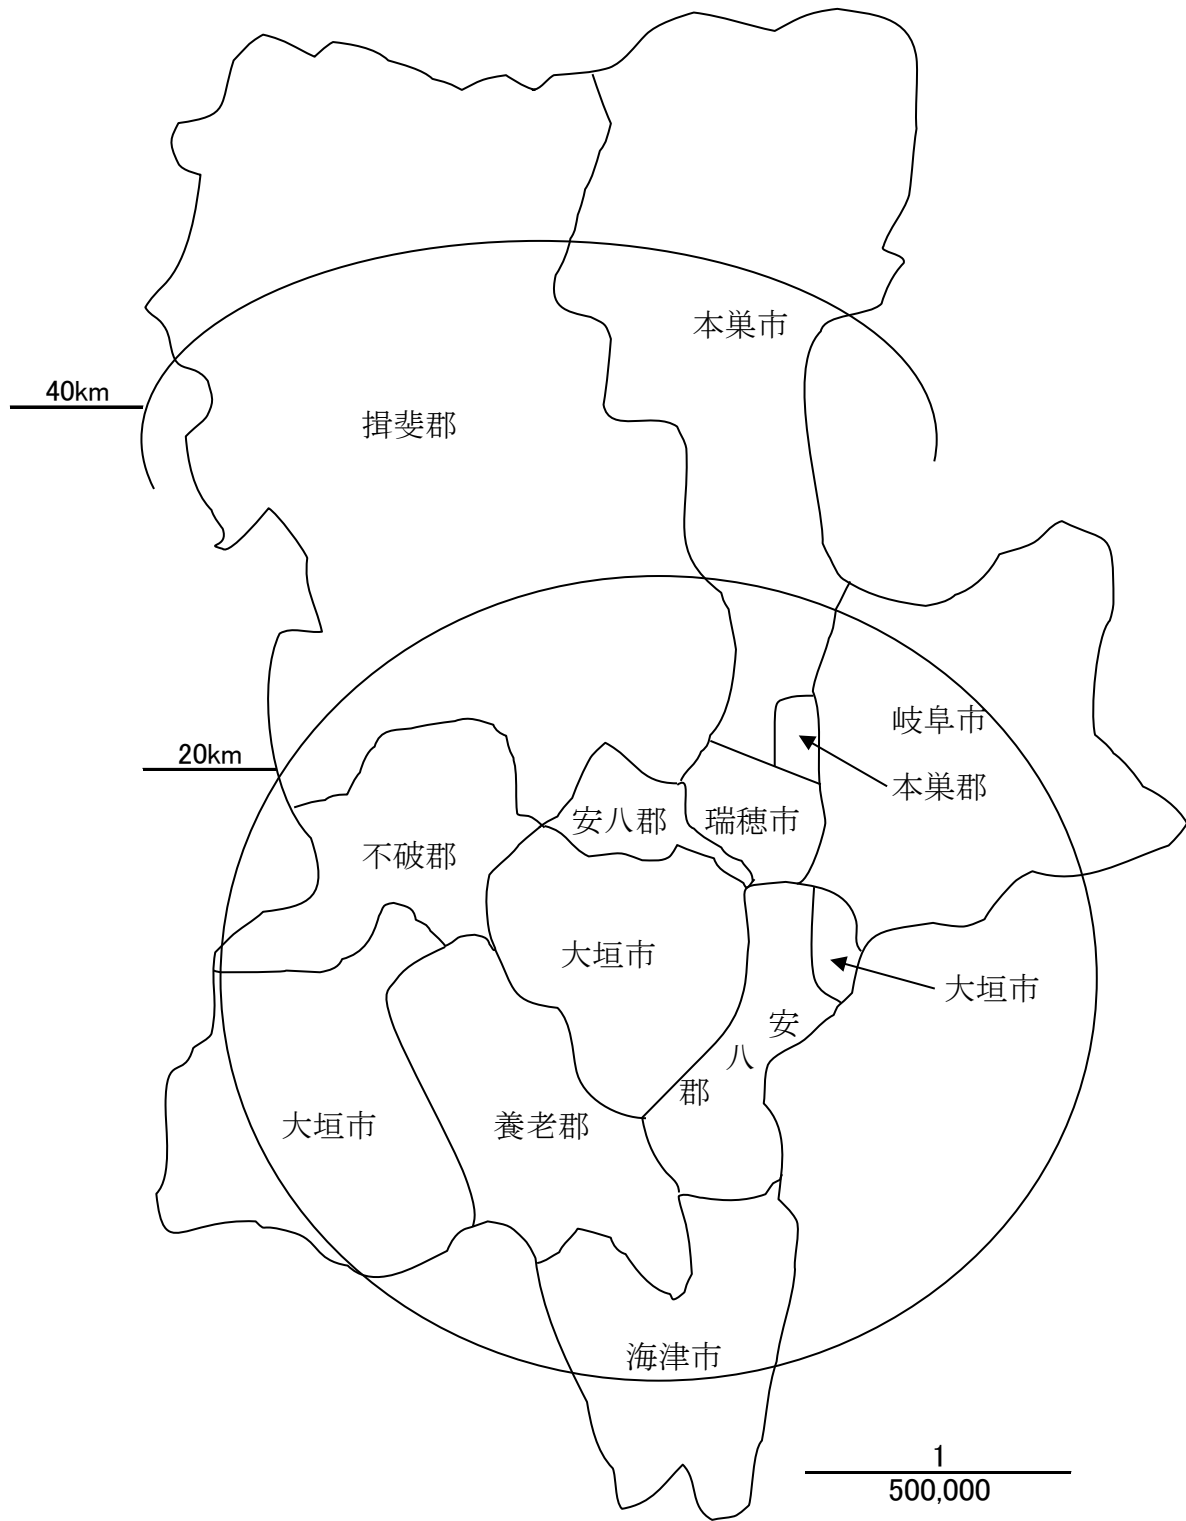 本巣市
40km
揖斐郡
岐阜市
20km
本巣郡
安八郡
瑞穂市
不破郡
大垣市
大垣市
安八郡
大垣市
養老郡
海津市
1
500,000